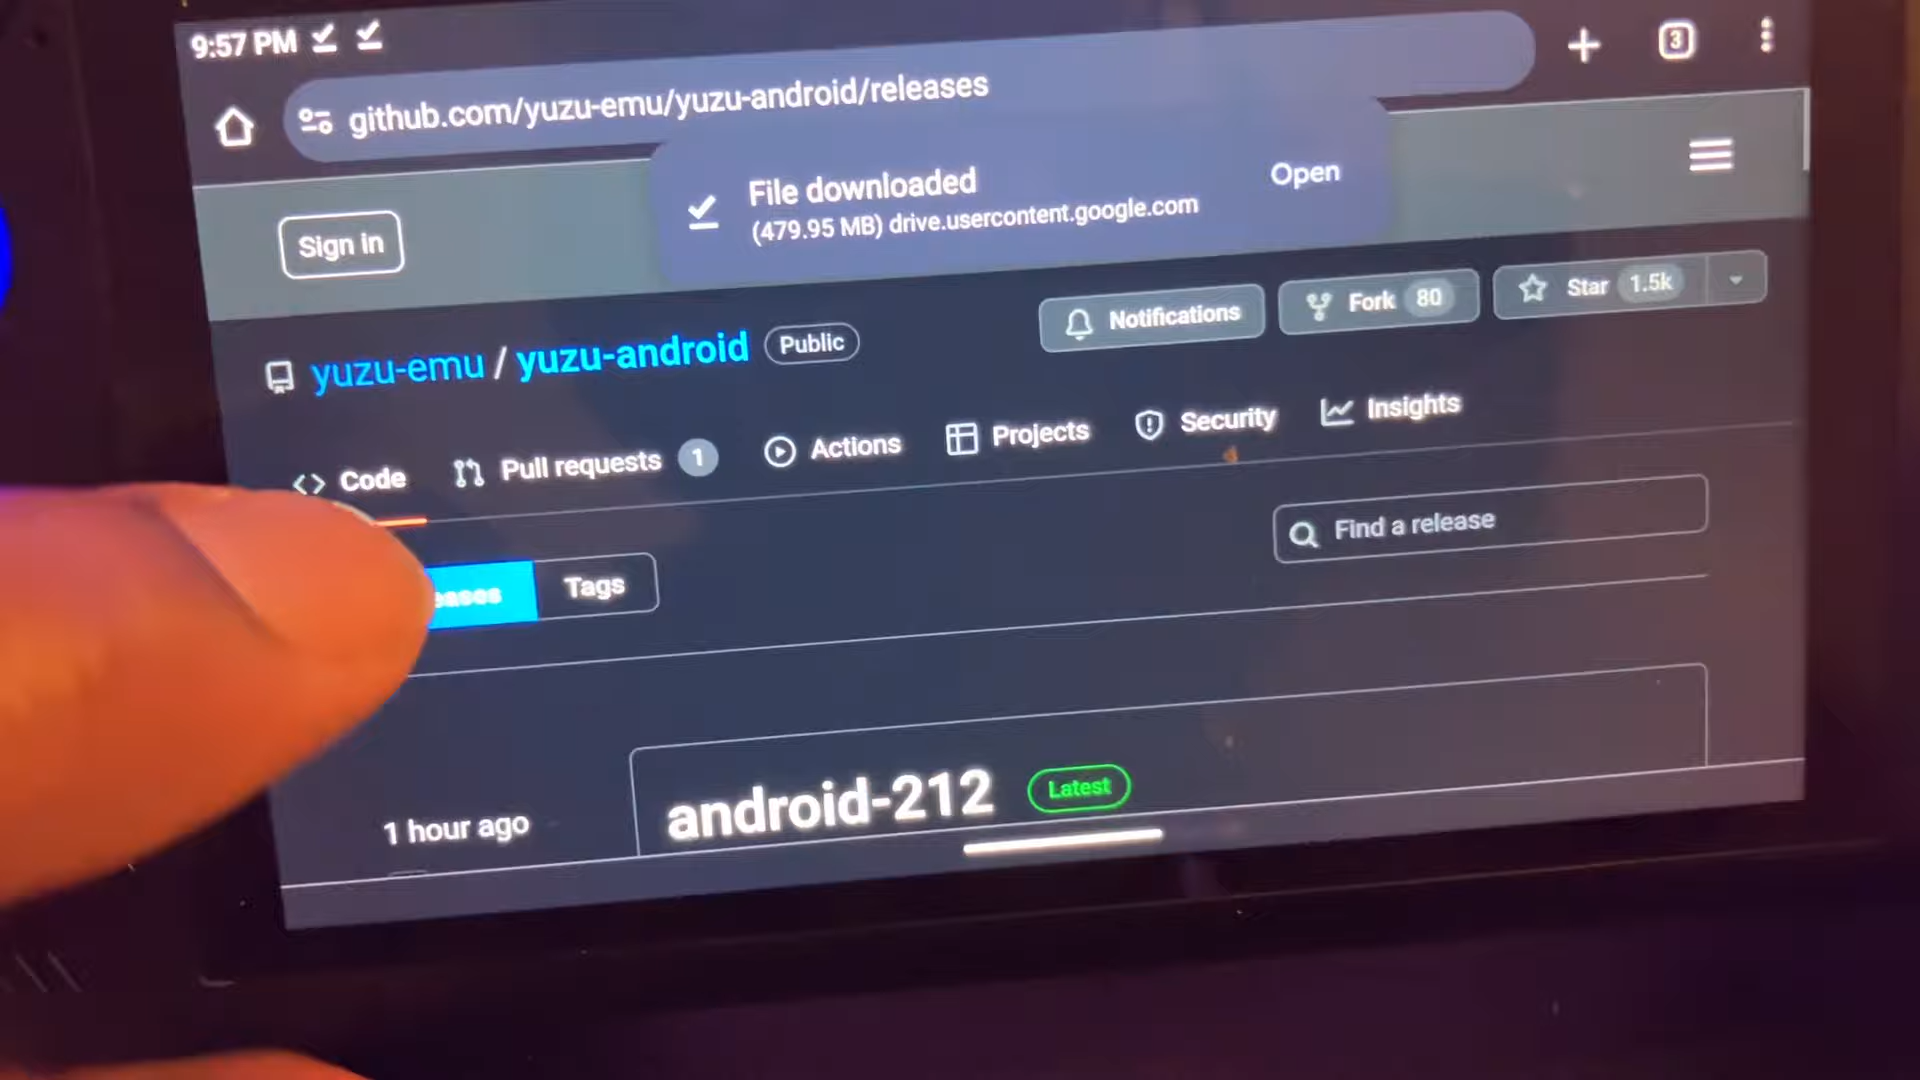 9:57 PM
3
github.com/yuzu-emu/yuzu-android/releases
File downloaded
Open
(479.95 MB) drive.usercontent.google.com
Sign in
Notifications
Fork 80
Star 1.5k
yuzu-emu / yuzu-android Public
Code
Pull requests 1
Actions
Projects
Security
Insights
Find a release
eases
Tags
android-212 Latest
1 hour ago